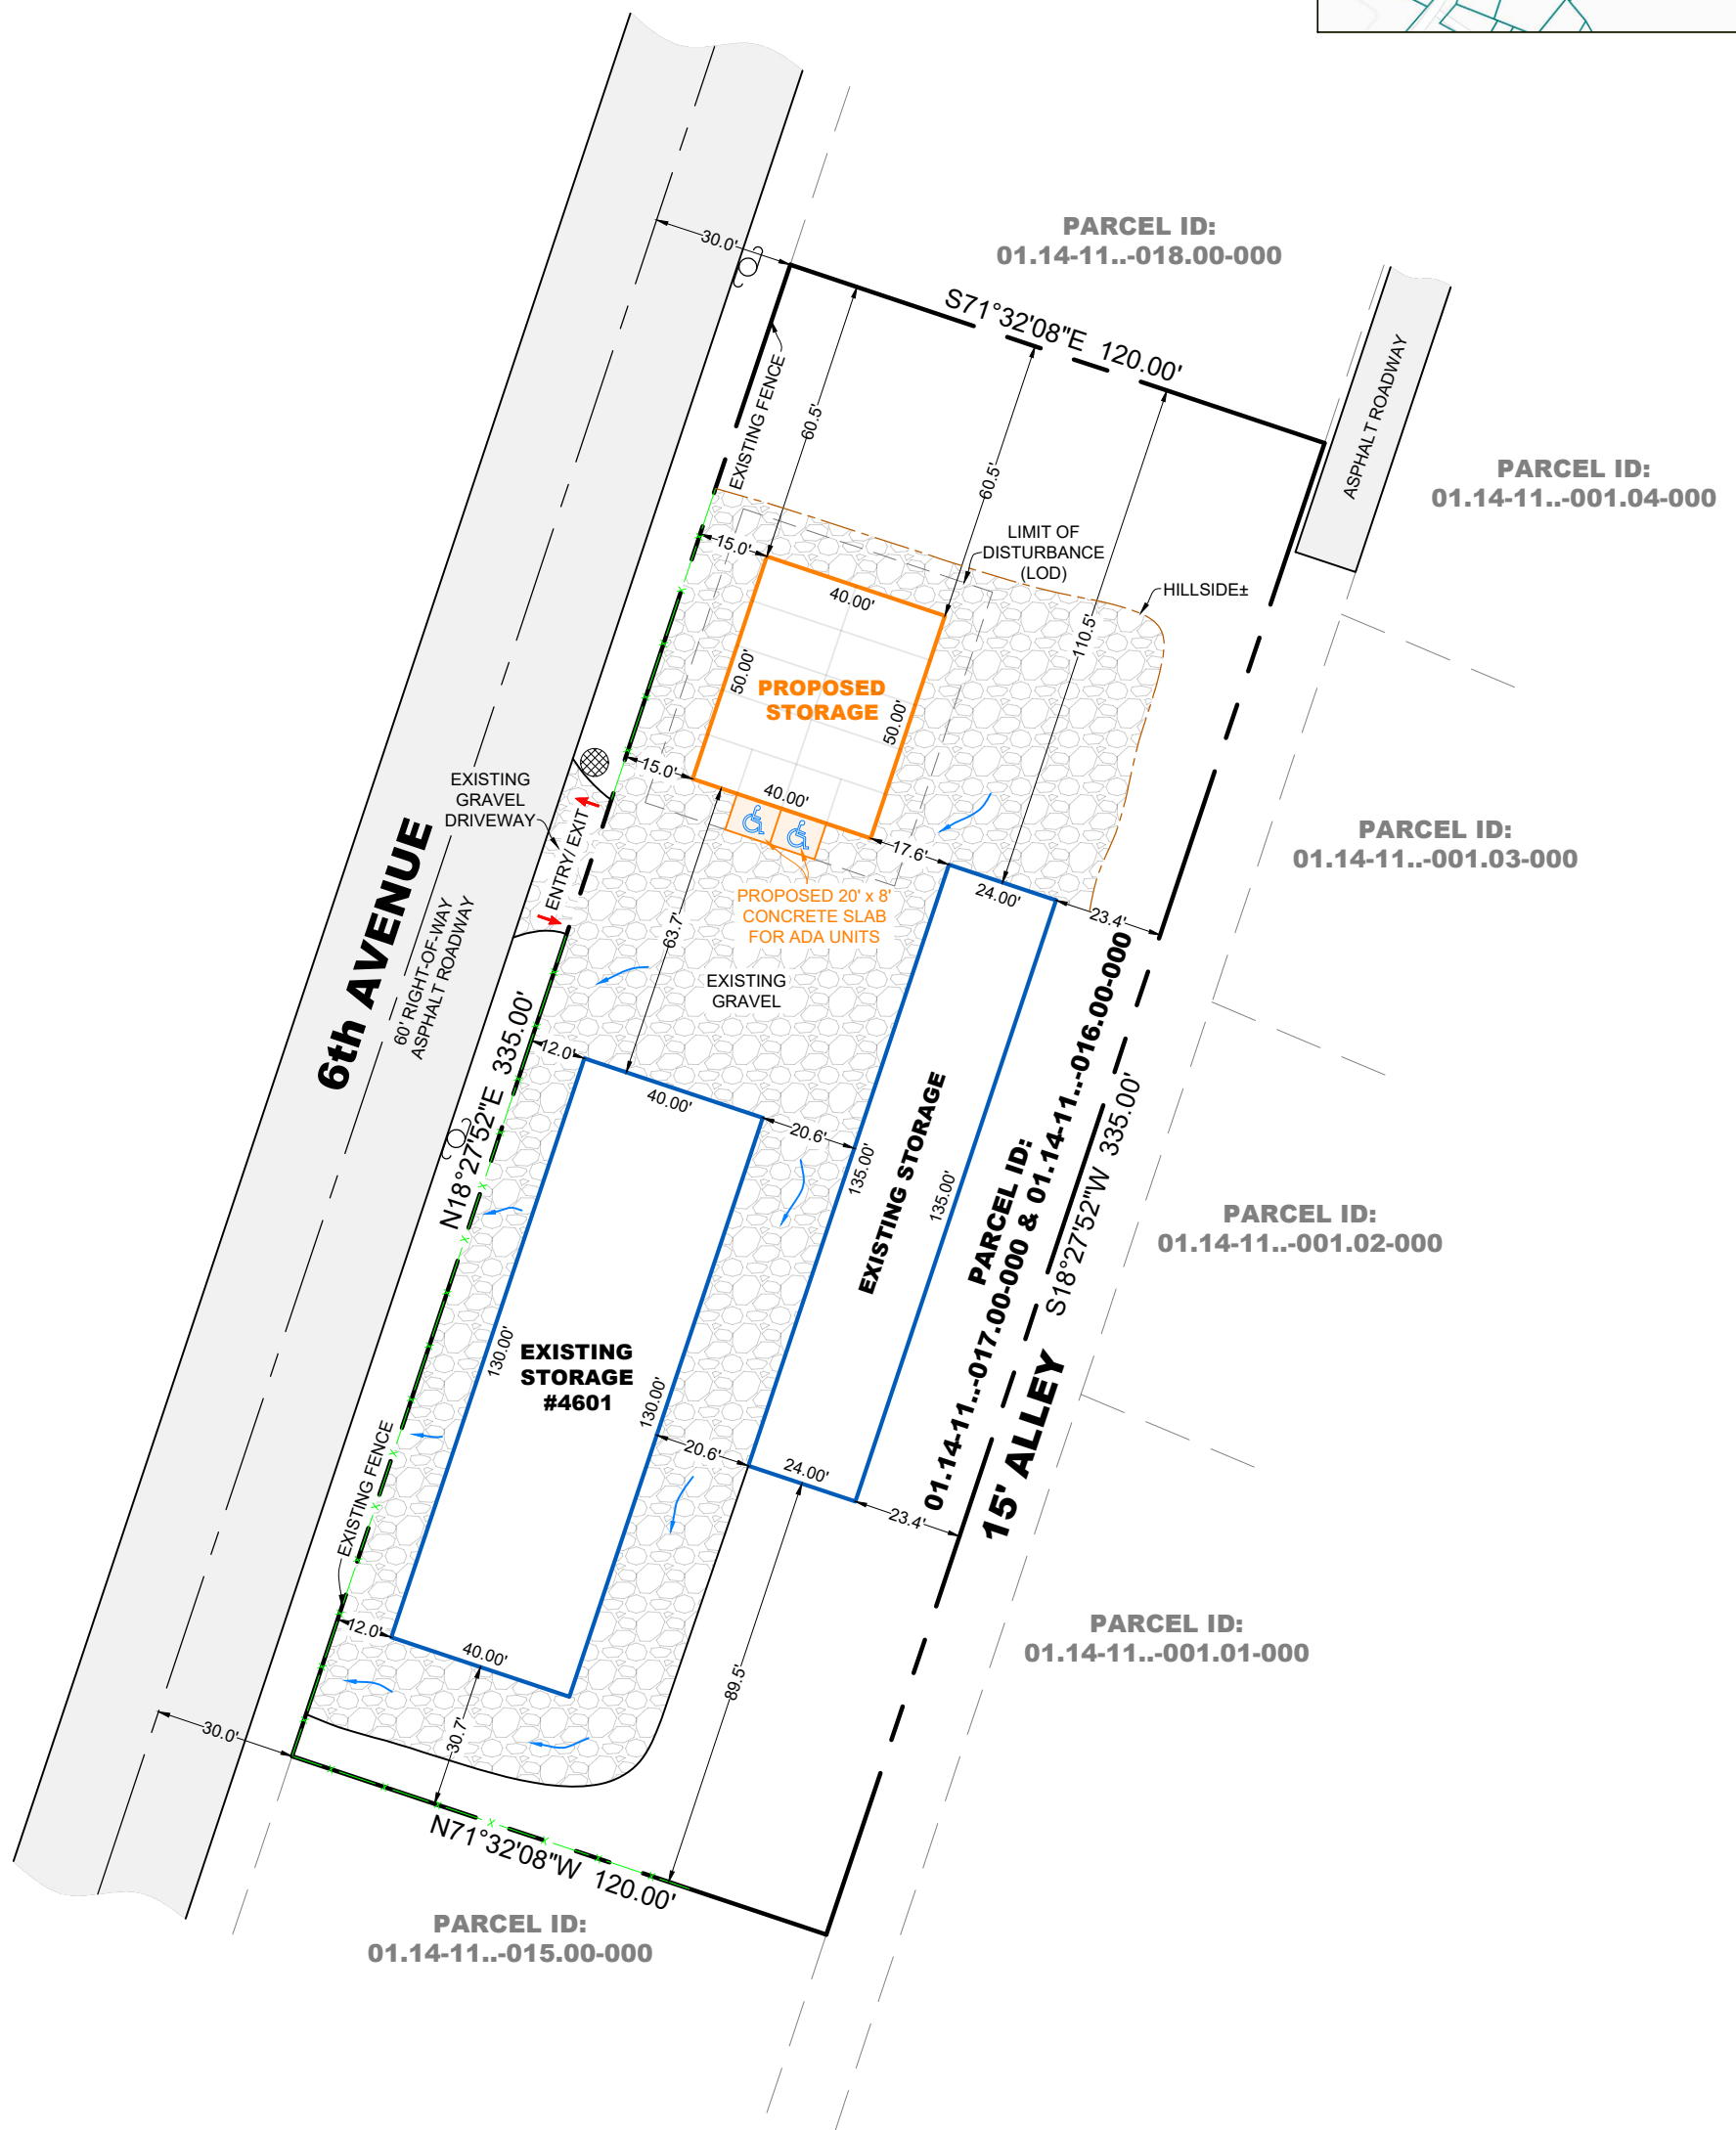 PARCEL ID:
01.14-11..-018.00-000
30.0'
S71°32'08"E 120.00'
ASPHALT ROADWAY
EXISTING FENCE
60.5'
60.5'
110.5'
PARCEL ID:
01.14-11..-001.04-000
LIMIT OF
DISTURBANCE
(LOD)
HILLSIDE±
15.0'
40.00'
50.00'
PROPOSED
STORAGE
50.00'
15.0'
40.00'
EXISTING
GRAVEL
DRIVEWAY
ENTRY/ EXIT
17.6'
PARCEL ID:
01.14-11..-001.03-000
PROPOSED 20' x 8'
CONCRETE SLAB
FOR ADA UNITS
24.00'
23.4'
6th AVENUE
60' RIGHT-OF-WAY
ASPHALT ROADWAY
63.7'
EXISTING
GRAVEL
N18°27'52"E 335.00'
12.0'
40.00'
20.6'
135.00'
EXISTING STORAGE
135.00'
PARCEL ID:
01.14-11..-017.00-000 & 01.14-11..-016.00-000
S18°27'52"W 335.00'
15' ALLEY
PARCEL ID:
01.14-11..-001.02-000
130.00'
EXISTING
STORAGE
#4601
130.00'
20.6'
24.00'
23.4'
EXISTING FENCE
12.0'
40.00'
89.5'
30.7'
30.0'
PARCEL ID:
01.14-11..-001.01-000
N71°32'08"W 120.00'
PARCEL ID:
01.14-11..-015.00-000